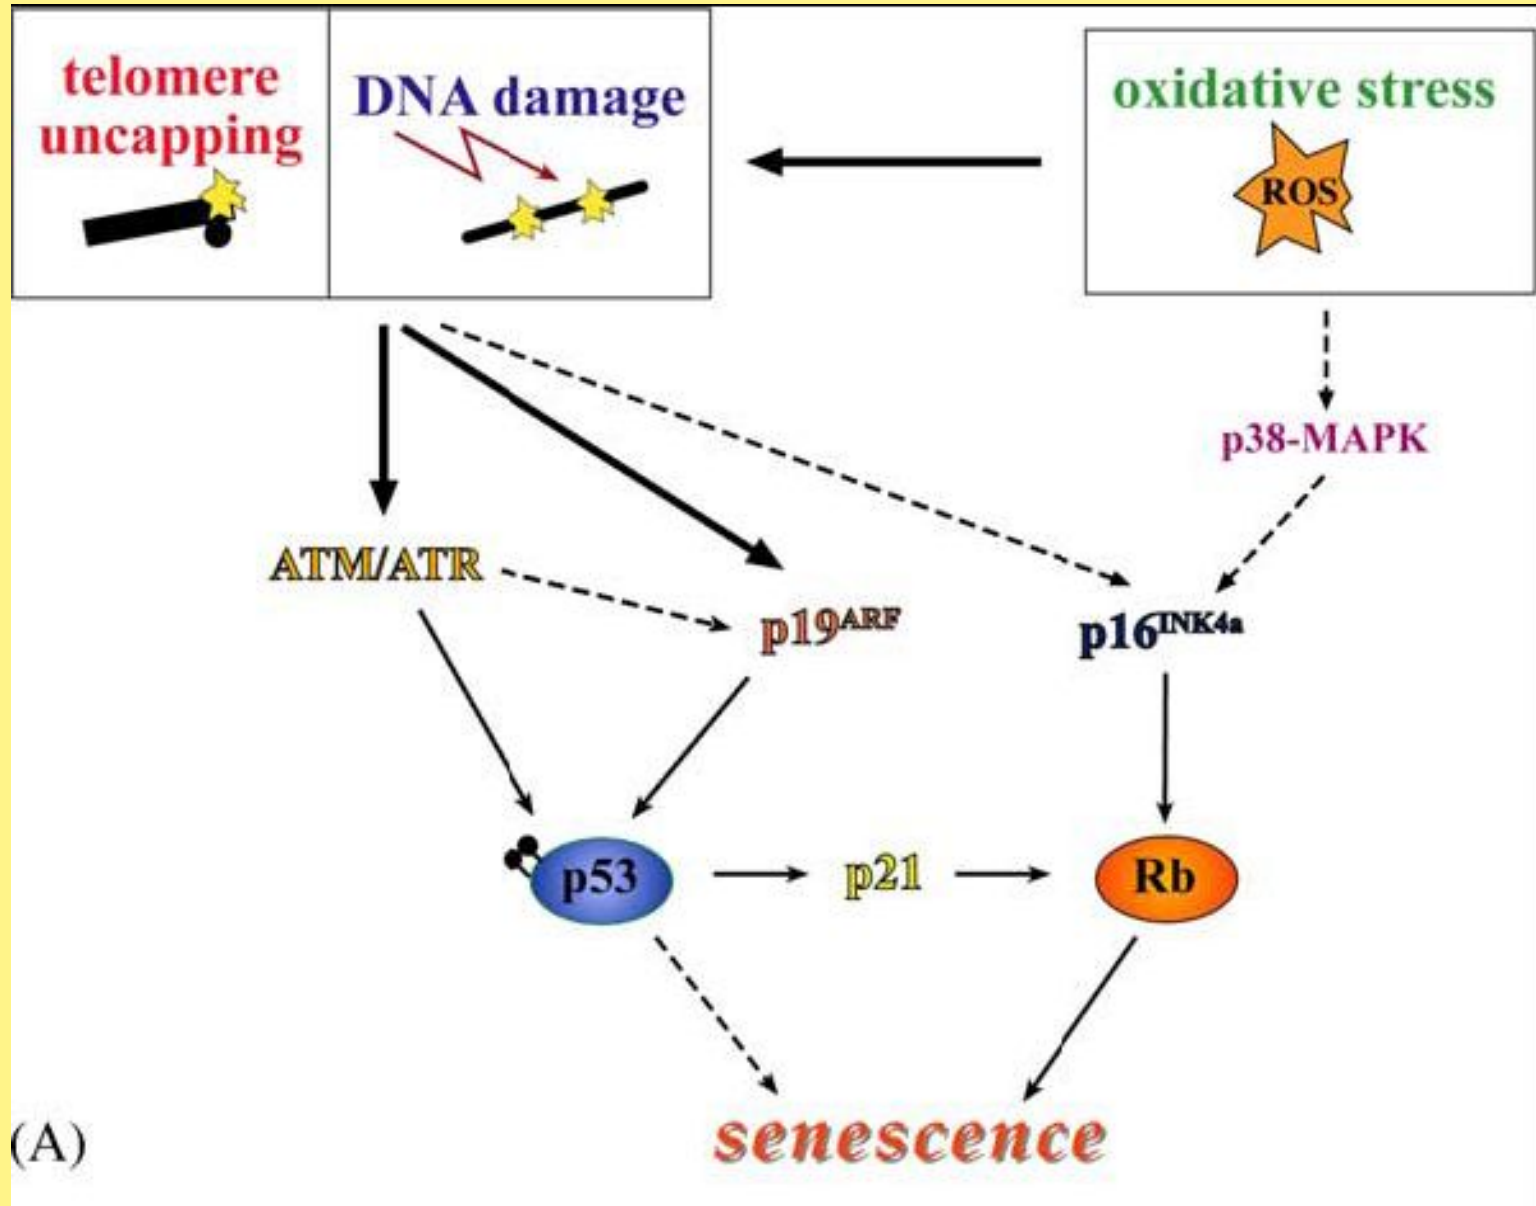 telomere
uncapping
DNA damage
oxidative stress
ROS
p38-MAPK
ATM/ATR
p19ARF
p16INK4a
p53
p21
Rb
senescence
(A)